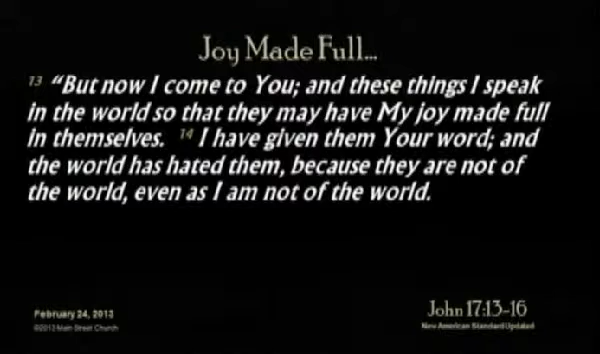 Joy Made Full...
13 "But now I come to You; and these things I speak
in the world so that they may have My joy made full
in themselves. 14 I have given them Your word; and
the world has hated them, because they are not of
the world, even as I am not of the world.
February 24, 2013
©2013 Main Street Church
John 17:13-16
New American Standard Updated